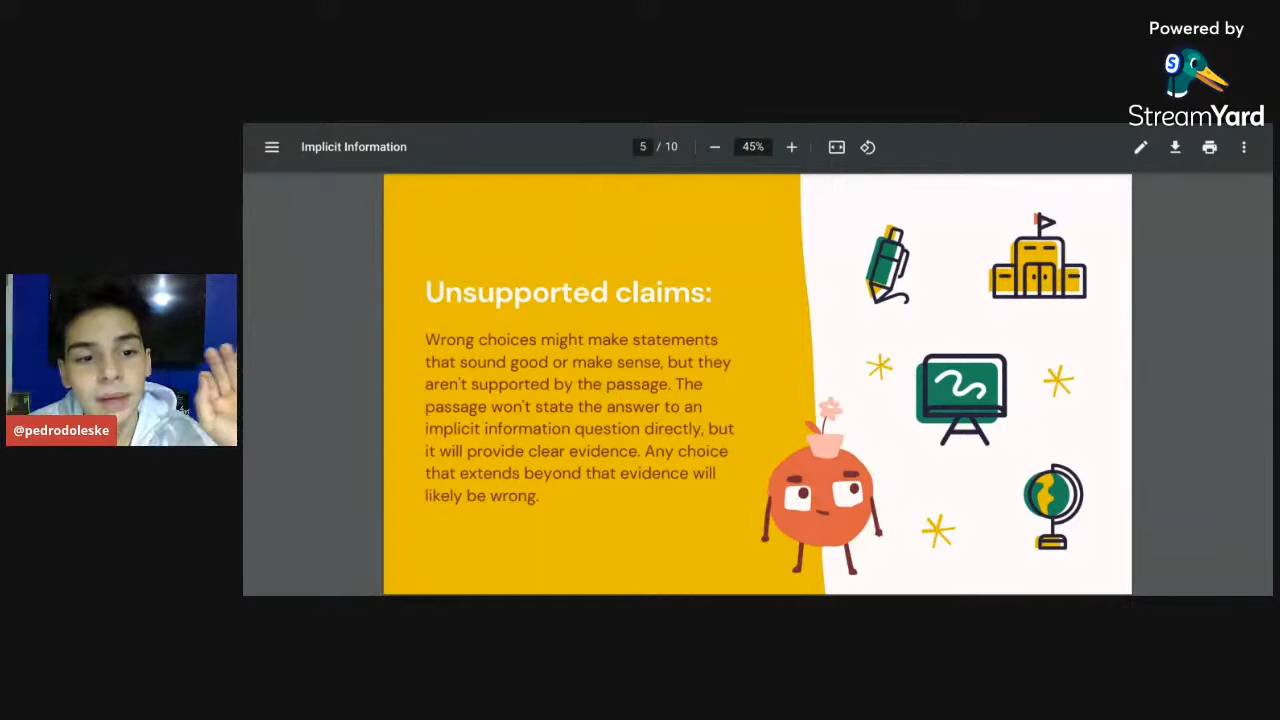 Powered by
S
StreamYard
Implicit Information
5 / 10
45%
Unsupported claims:
Wrong choices might make statements
that sound good or make sense, but they
aren't supported by the passage. The
passage won't state the answer to an
implicit information question directly, but
it will provide clear evidence. Any choice
that extends beyond that evidence will
likely be wrong.
@pedrodoleske